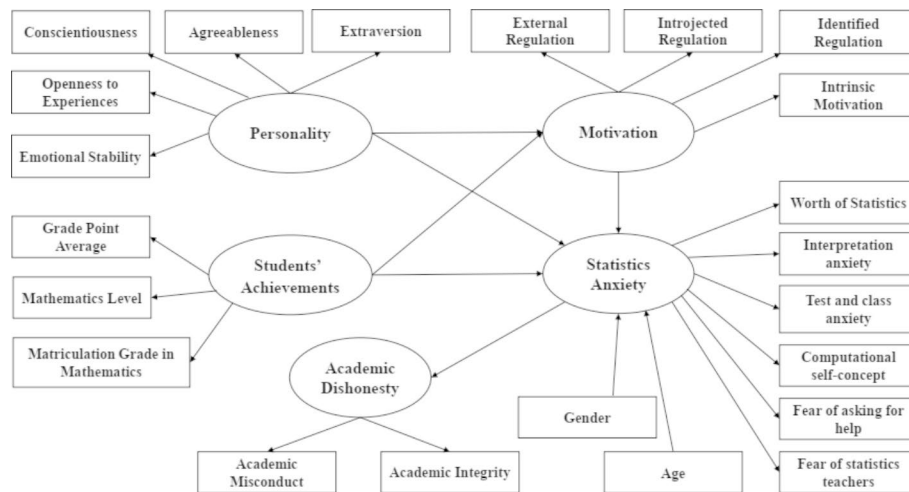 Conscientiousness
Agreeableness
Extraversion
External
Regulation
Introjected
Regulation
Identified
Regulation
Openness to
Experiences
Intrinsic
Motivation
Personality
Motivation
Emotional Stability
Worth of Statistics
Grade Point
Average
Interpretation
anxiety
Students’
Achievements
Statistics
Anxiety
Mathematics Level
Test and class
anxiety
Matriculation Grade in
Mathematics
Computational
self-concept
Academic
Dishonesty
Gender
Fear of asking for
help
Academic
Misconduct
Academic Integrity
Age
Fear of statistics
teachers